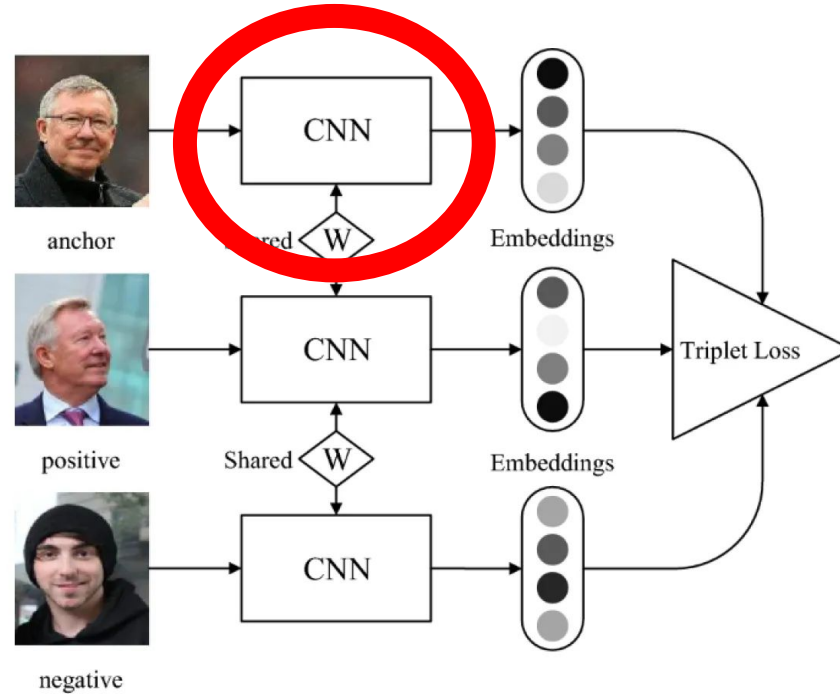 CNN
anchor
W
Embeddings
CNN
Triplet Loss
positive
Shared
W
Embeddings
CNN
negative